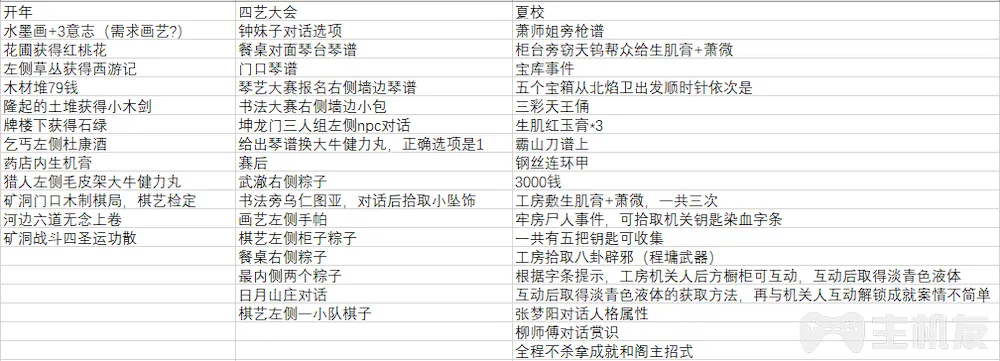 开年	四艺大会	夏校
水墨画+3意志（需求画艺?）	钟妹子对话选项	萧师姐旁枪谱
花圃获得红桃花	餐桌对面琴台琴谱	柜台旁窃天钨帮众给生肌膏+萧微
左侧草丛获得西游记	门口琴谱	宝库事件
木材堆79钱	琴艺大赛报名右侧墙边琴谱	五个宝箱从北焰卫出发顺时针依次是
隆起的土堆获得小木剑	书法大赛右侧墙边小包	三彩天王俑
牌楼下获得石绿	坤龙门三人组左侧npc对话	生肌红玉膏*3
乞丐左侧杜康酒	给出琴谱换大牛健力丸，正确选项是1	霸山刀谱上
药店内生机膏	赛后	钢丝连环甲
猎人左侧毛皮架大牛健力丸	武澈右侧粽子	3000钱
矿洞门口木制棋局，棋艺检定	书法旁乌仁图亚，对话后拾取小坠饰	工房敷生肌膏+萧微，一共三次
河边六道无念上卷	画艺左侧手帕	牢房尸人事件，可拾取机关钥匙染血字条
矿洞战斗四圣运功散	棋艺左侧柜子粽子	一共有五把钥匙可收集
餐桌右侧粽子	工房拾取八卦辟邪（程墉武器）
最内侧两个粽子	根据字条提示，工房机关人后方橱柜可互动，互动后取得淡青色液体
日月山庄对话	互动后取得淡青色液体的获取方法，再与机关人互动解锁成就案情不简单
棋艺左侧一小队棋子	张梦阳对话人格属性
柳师傅对话赏识
全程不杀拿成就和阁主招式
主机友